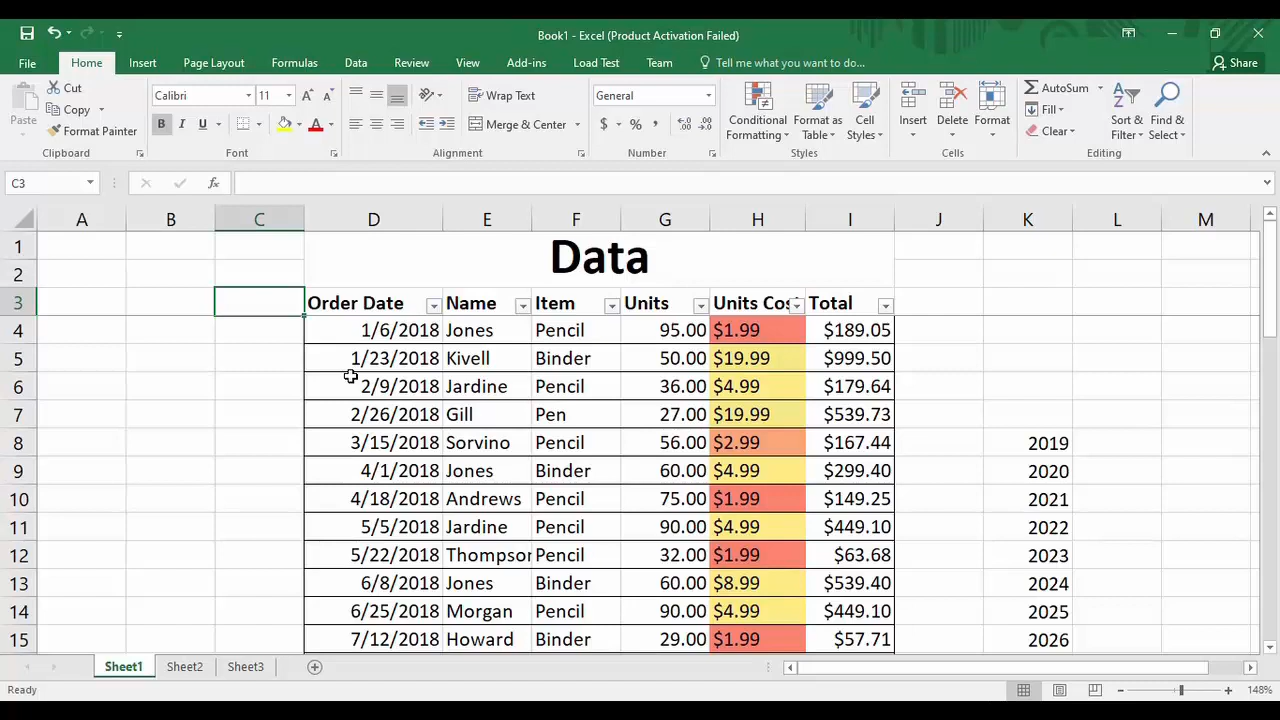 Book1 - Excel (Product Activation Failed)
File Home Insert Page Layout Formulas Data Review View Add-ins Load Test Team Tell me what you want to do... Share
Paste Cut Copy Format Painter Clipboard
Calibri 11 B I U A Font
Wrap Text Merge & Center Alignment
General $ % , Number
Conditional Formatting Format as Table Cell Styles Styles
Insert Delete Format Cells
AutoSum Fill Clear Sort & Filter Find & Select Editing
C3 fx
A B C D E F G H I J K L M
1 Data
2
3 Order Date Name Item Units Units Cos Total
4 1/6/2018 Jones Pencil 95.00 $1.99 $189.05
5 1/23/2018 Kivell Binder 50.00 $19.99 $999.50
6 2/9/2018 Jardine Pencil 36.00 $4.99 $179.64
7 2/26/2018 Gill Pen 27.00 $19.99 $539.73
8 3/15/2018 Sorvino Pencil 56.00 $2.99 $167.44 2019
9 4/1/2018 Jones Binder 60.00 $4.99 $299.40 2020
10 4/18/2018 Andrews Pencil 75.00 $1.99 $149.25 2021
11 5/5/2018 Jardine Pencil 90.00 $4.99 $449.10 2022
12 5/22/2018 Thompson Pencil 32.00 $1.99 $63.68 2023
13 6/8/2018 Jones Binder 60.00 $8.99 $539.40 2024
14 6/25/2018 Morgan Pencil 90.00 $4.99 $449.10 2025
15 7/12/2018 Howard Binder 29.00 $1.99 $57.71 2026
Sheet1 Sheet2 Sheet3
Ready 148%